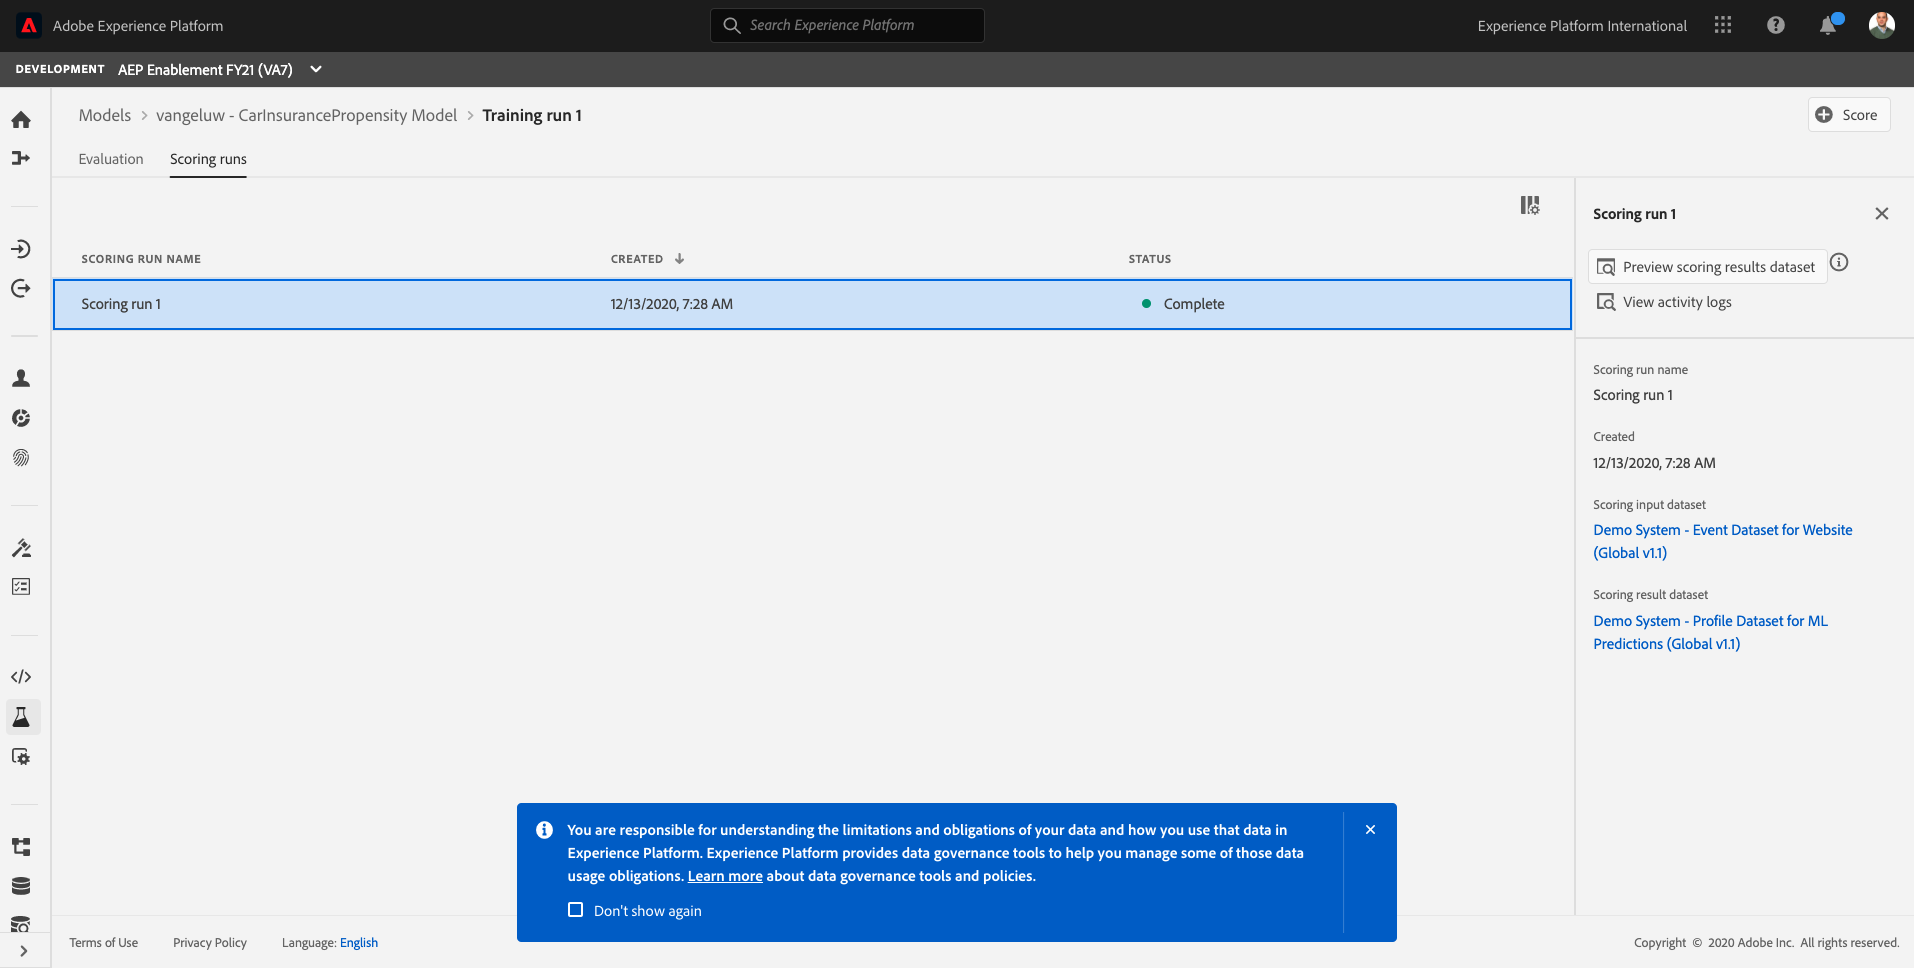 Adobe Experience Platform
Search Experience Platform
Experience Platform International
DEVELOPMENT AEP Enablement FY21 (VA7)
Models > vangeluw - CarInsurancePropensity Model > Training run 1
Score
Evaluation
Scoring runs
SCORING RUN NAME
CREATED
STATUS
Scoring run 1
12/13/2020, 7:28 AM
Complete
Scoring run 1
Preview scoring results dataset
View activity logs
Scoring run name
Scoring run 1
Created
12/13/2020, 7:28 AM
Scoring input dataset
Demo System - Event Dataset for Website
(Global v1.1)
Scoring result dataset
Demo System - Profile Dataset for ML
Predictions (Global v1.1)
You are responsible for understanding the limitations and obligations of your data and how you use that data in
Experience Platform. Experience Platform provides data governance tools to help you manage some of those data
usage obligations. Learn more about data governance tools and policies.
Don't show again
Terms of Use
Privacy Policy
Language: English
Copyright © 2020 Adobe Inc. All rights reserved.